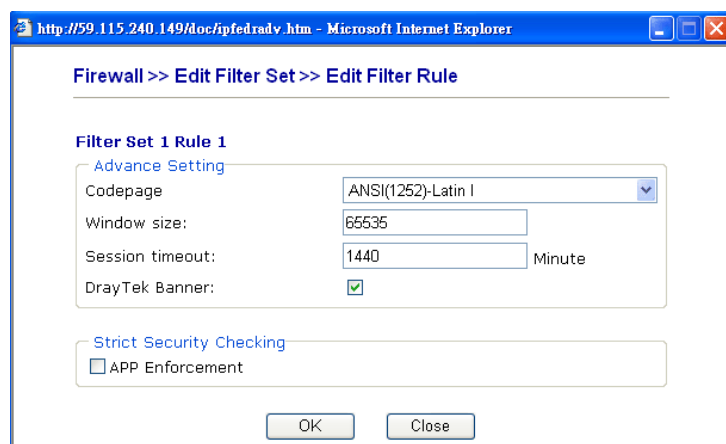 http://59.115.240.149/doc/ipfedradv.htm - Microsoft Internet Explorer
Firewall >> Edit Filter Set >> Edit Filter Rule
Filter Set 1 Rule 1
Advance Setting
Codepage ANSI(1252)-Latin I
Window size: 65535
Session timeout: 1440 Minute
DrayTek Banner:
Strict Security Checking
APP Enforcement
OK Close